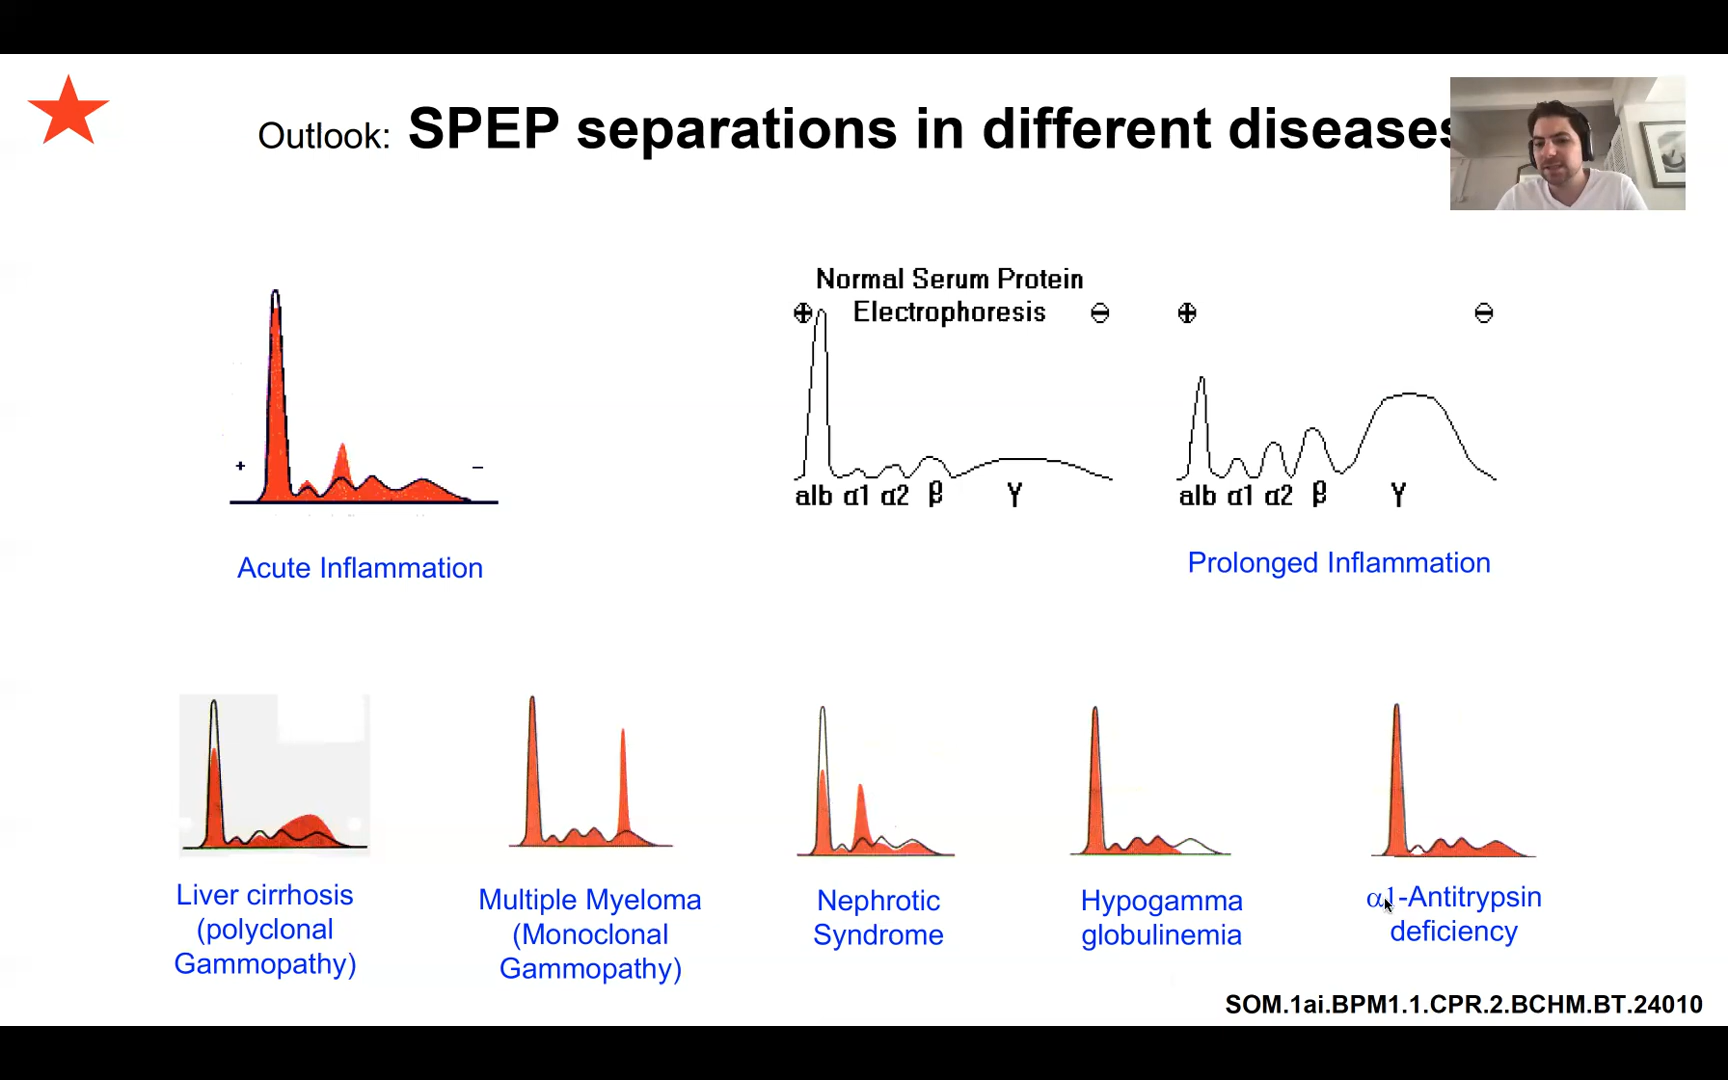 Outlook: SPEP separations in different diseases
Normal Serum Protein
Electrophoresis
+ -
alb α1 α2 β γ
+ -
alb α1 α2 β γ
+ -
Acute Inflammation
Prolonged Inflammation
Liver cirrhosis
(polyclonal
Gammopathy)
Multiple Myeloma
(Monoclonal
Gammopathy)
Nephrotic
Syndrome
Hypogamma
globulinemia
α1-Antitrypsin
deficiency
SOM.1ai.BPM1.1.CPR.2.BCHM.BT.24010